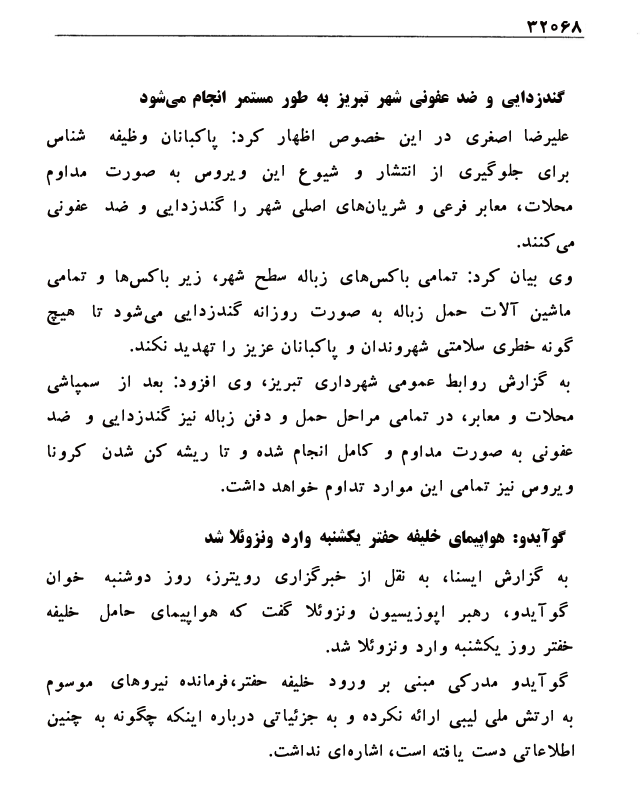 ۳۲۰۶۸
گندزدایی و ضد عفونی شهر تبریز به طور مستمر انجام می‌شود
علیرضا اصغری در این خصوص اظهار کرد: پاکبانان وظیفه شناس
برای جلوگیری از انتشار و شیوع این ویروس به صورت مداوم
محلات، معابر فرعی و شریان‌های اصلی شهر را گندزدایی و ضد عفونی
می‌کنند.
وی بیان کرد: تمامی باکس‌های زباله سطح شهر، زیر باکس‌ها و تمامی
ماشین آلات حمل زباله به صورت روزانه گندزدایی می‌شود تا هیچ
گونه خطری سلامتی شهروندان و پاکبانان عزیز را تهدید نکند.
به گزارش روابط عمومی شهرداری تبریز، وی افزود: بعد از سمپاشی
محلات و معابر، در تمامی مراحل حمل و دفن زباله نیز گندزدایی و ضد
عفونی به صورت مداوم و کامل انجام شده و تا ریشه کن شدن کرونا
ویروس نیز تمامی این موارد تداوم خواهد داشت.
گوآیدو: هواپیمای خلیفه حفتر یکشنبه وارد ونزوئلا شد
به گزارش ایسنا، به نقل از خبرگزاری رویترز، روز دوشنبه خوان
گوآیدو، رهبر اپوزیسیون ونزوئلا گفت که هواپیمای حامل خلیفه
خفتر روز یکشنبه وارد ونزوئلا شد.
گوآیدو مدرکی مبنی بر ورود خلیفه حفتر،فرمانده نیروهای موسوم
به ارتش ملی لیبی ارائه نکرده و به جزئیاتی درباره اینکه چگونه به چنین
اطلاعاتی دست یافته است، اشاره‌ای نداشت.